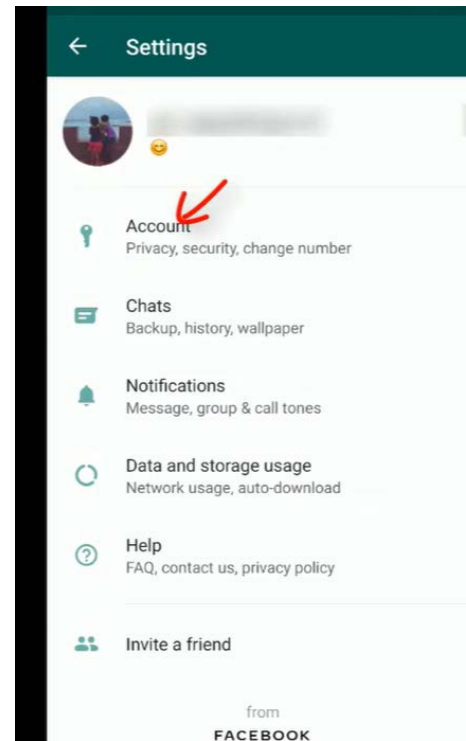 Settings
Account
Privacy, security, change number
Chats
Backup, history, wallpaper
Notifications
Message, group & call tones
Data and storage usage
Network usage, auto-download
Help
FAQ, contact us, privacy policy
Invite a friend
from
FACEBOOK